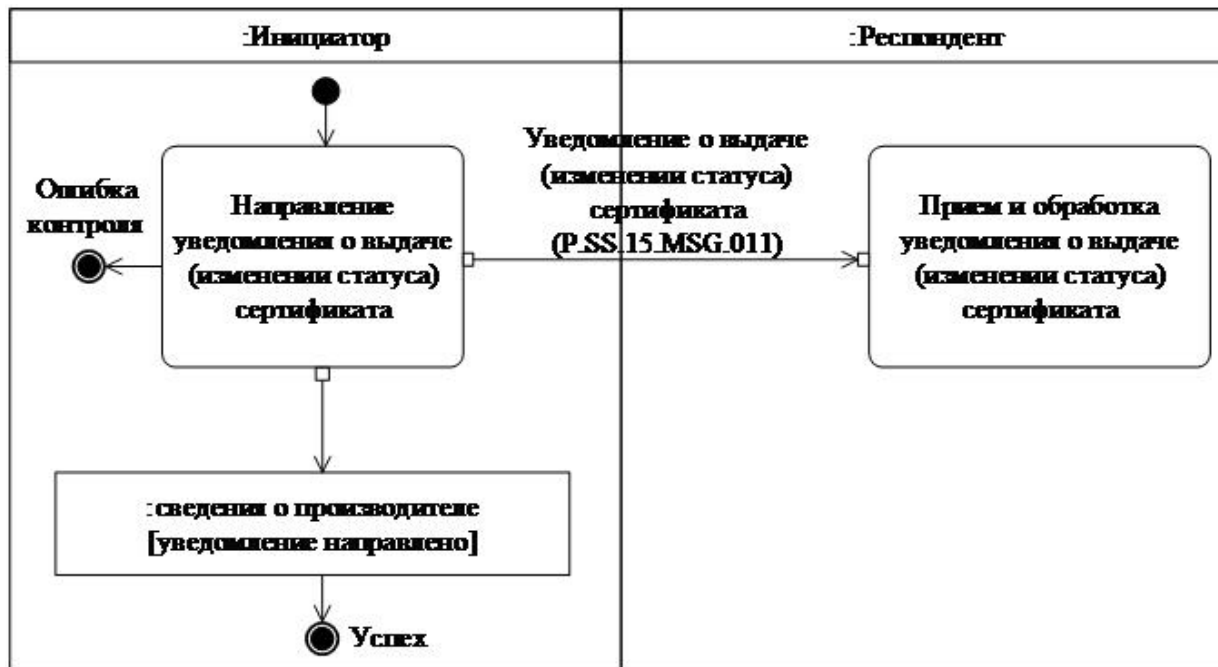 :Инициатор
:Респондент
Уведомление о выдаче
(изменении статуса)
сертификата
(P.SS.15.MSG.011)
Ошибка
контроля
Направление
уведомления о выдаче
(изменении статуса)
сертификата
Прием и обработка
уведомления о выдаче
(изменении статуса)
сертификата
:сведения о производителе
[уведомление направлено]
Успех